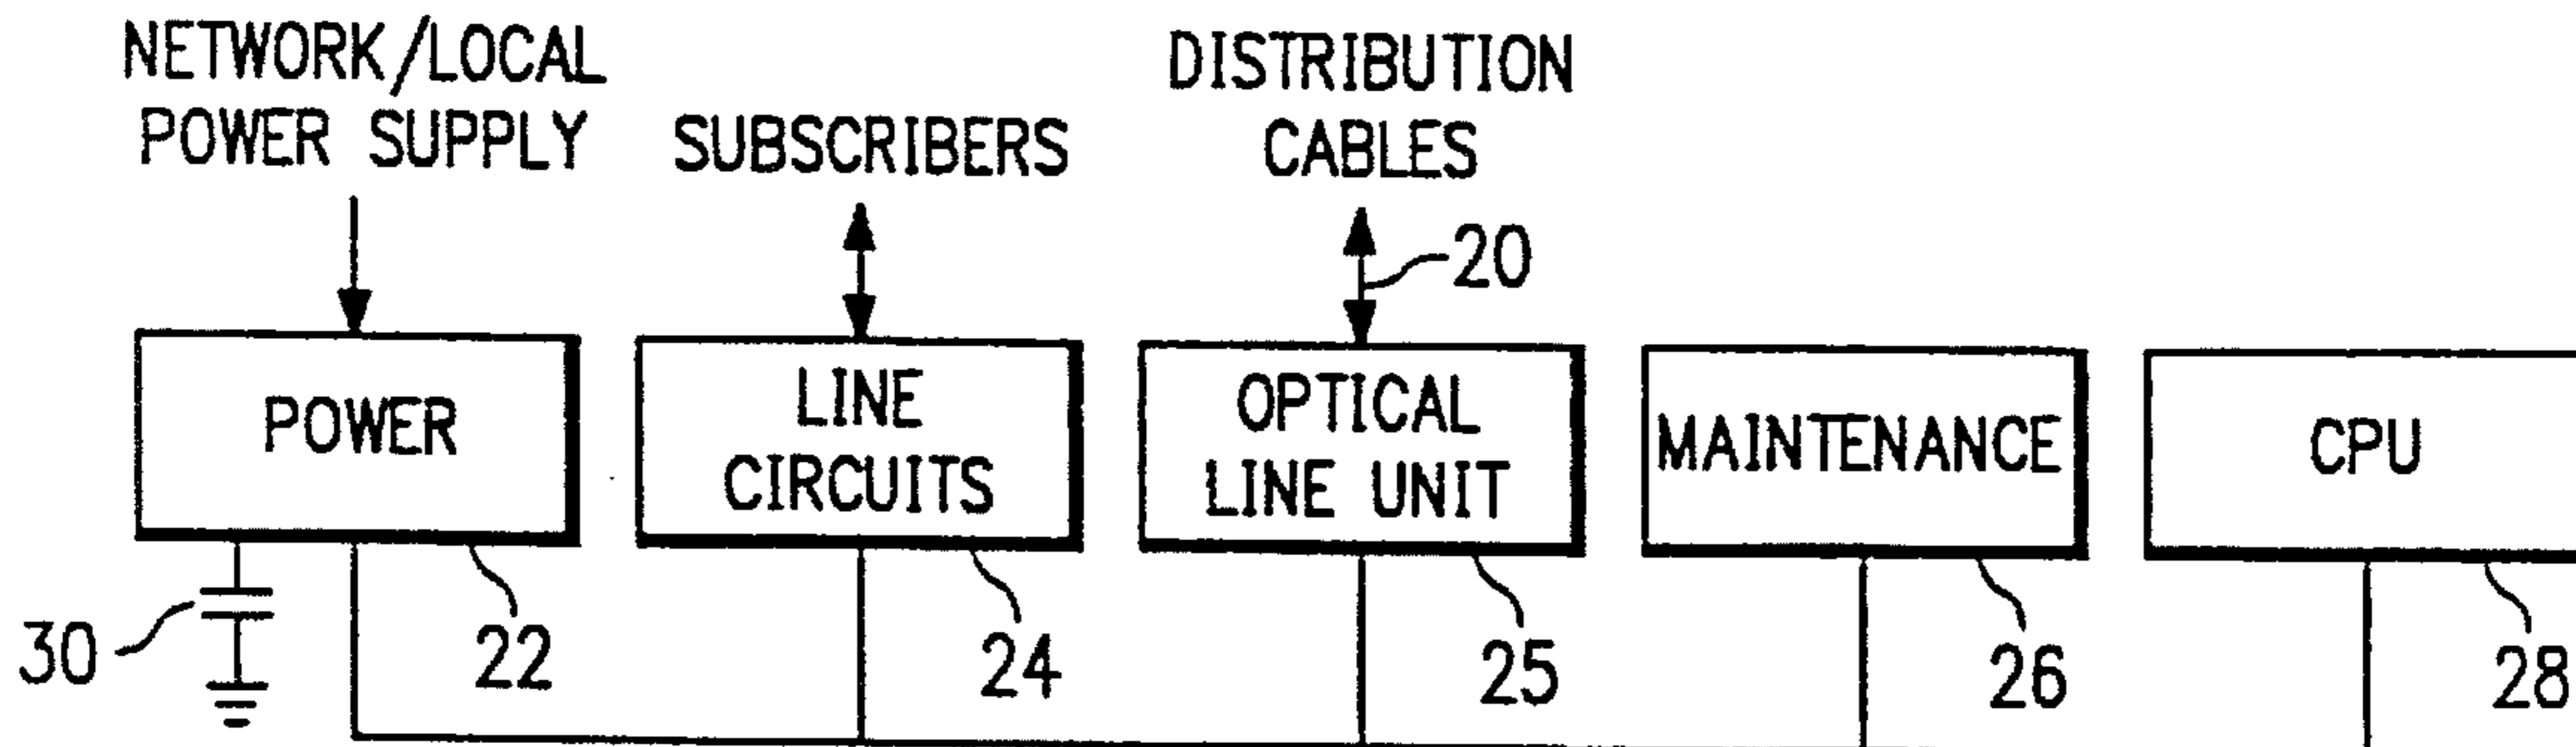 NETWORK/LOCAL
POWER SUPPLY
SUBSCRIBERS
DISTRIBUTION
CABLES
20
POWER
LINE
CIRCUITS
OPTICAL
LINE UNIT
MAINTENANCE
CPU
30
22
24
25
26
28